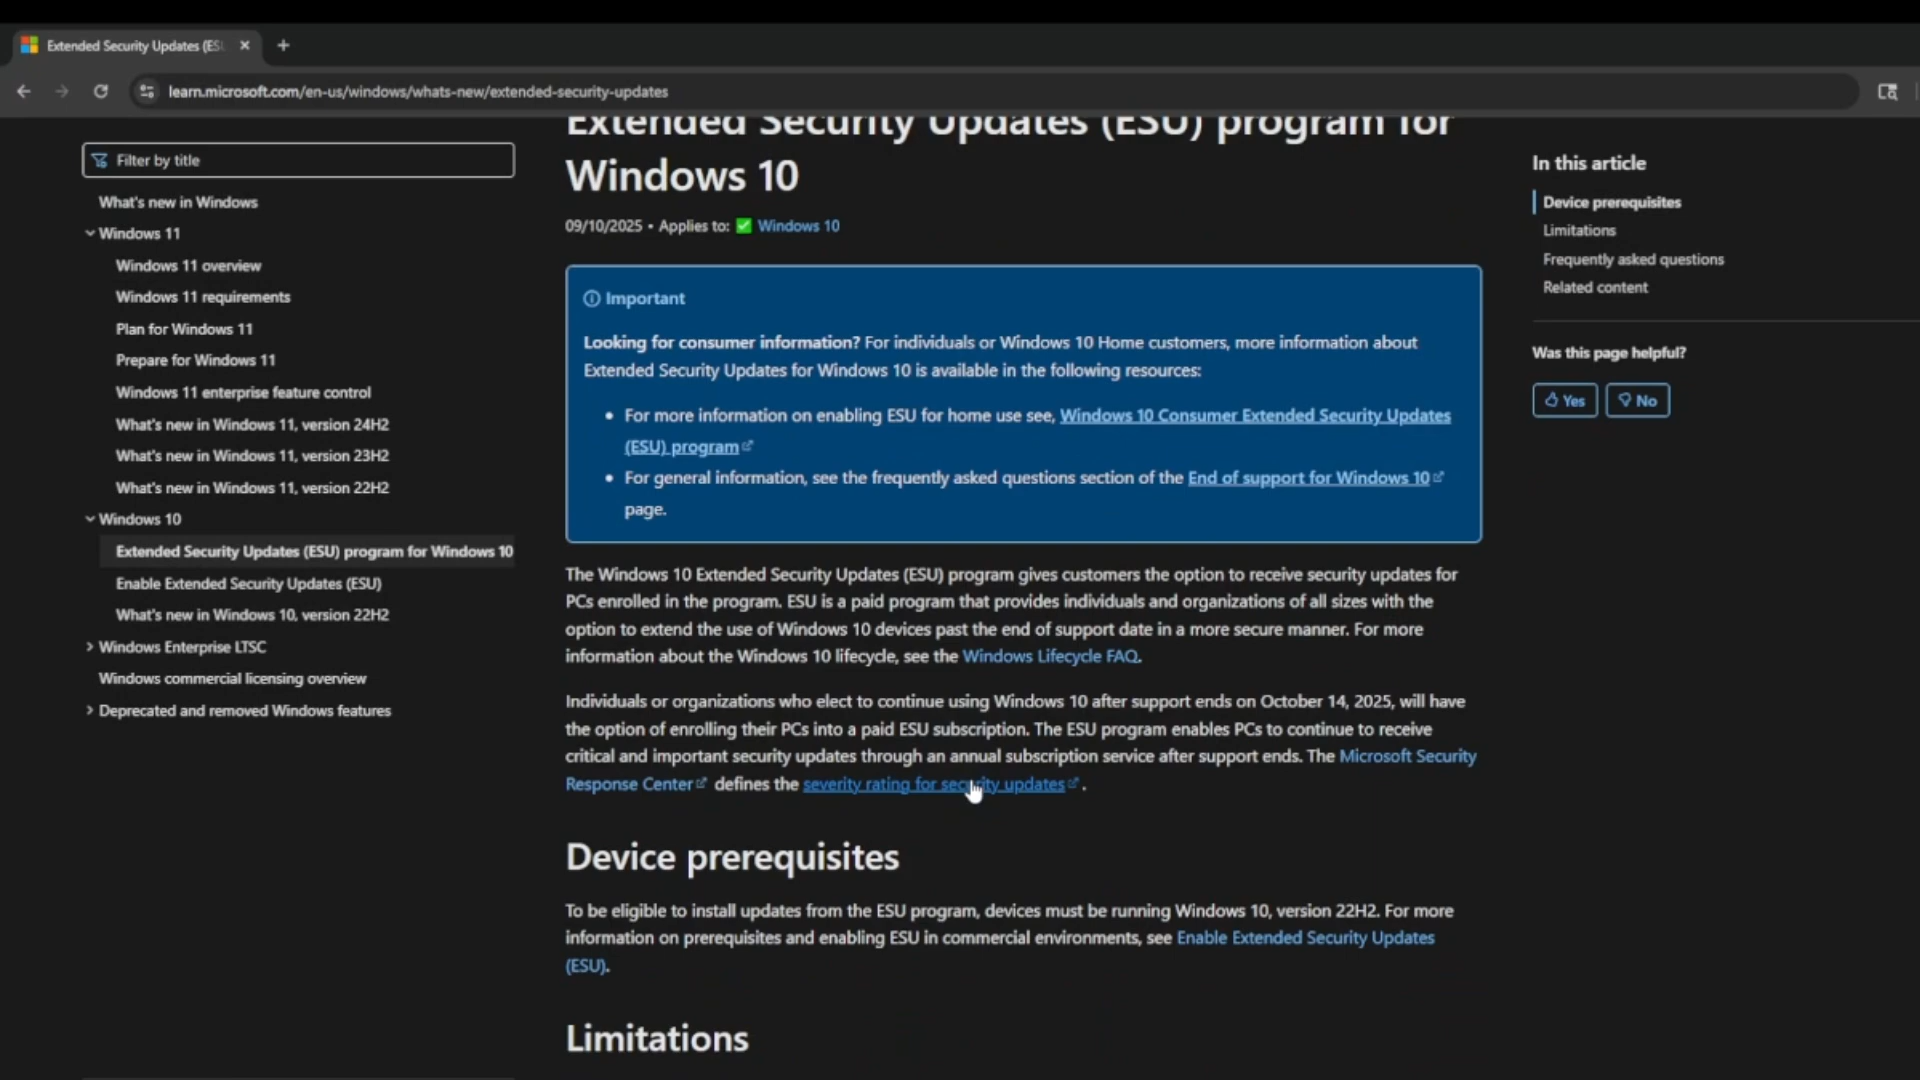 Extended Security Updates (ES
learn.microsoft.com/en-us/windows/whats-new/extended-security-updates
Filter by title
What's new in Windows
Windows 11
Windows 11 overview
Windows 11 requirements
Plan for Windows 11
Prepare for Windows 11
Windows 11 enterprise feature control
What's new in Windows 11, version 24H2
What's new in Windows 11, version 23H2
What's new in Windows 11, version 22H2
Windows 10
Extended Security Updates (ESU) program for Windows 10
Enable Extended Security Updates (ESU)
What's new in Windows 10, version 22H2
Windows Enterprise LTSC
Windows commercial licensing overview
Deprecated and removed Windows features
Extended Security Updates (ESU) program for
Windows 10
09/10/2025 • Applies to: ✅ Windows 10
Important
Looking for consumer information? For individuals or Windows 10 Home customers, more information about
Extended Security Updates for Windows 10 is available in the following resources:
• For more information on enabling ESU for home use see, Windows 10 Consumer Extended Security Updates
(ESU) program
• For general information, see the frequently asked questions section of the End of support for Windows 10
page.
The Windows 10 Extended Security Updates (ESU) program gives customers the option to receive security updates for
PCs enrolled in the program. ESU is a paid program that provides individuals and organizations of all sizes with the
option to extend the use of Windows 10 devices past the end of support date in a more secure manner. For more
information about the Windows 10 lifecycle, see the Windows Lifecycle FAQ.
Individuals or organizations who elect to continue using Windows 10 after support ends on October 14, 2025, will have
the option of enrolling their PCs into a paid ESU subscription. The ESU program enables PCs to continue to receive
critical and important security updates through an annual subscription service after support ends. The Microsoft Security
Response Center defines the severity rating for security updates.
Device prerequisites
To be eligible to install updates from the ESU program, devices must be running Windows 10, version 22H2. For more
information on prerequisites and enabling ESU in commercial environments, see Enable Extended Security Updates
(ESU).
Limitations
In this article
Device prerequisites
Limitations
Frequently asked questions
Related content
Was this page helpful?
Yes
No